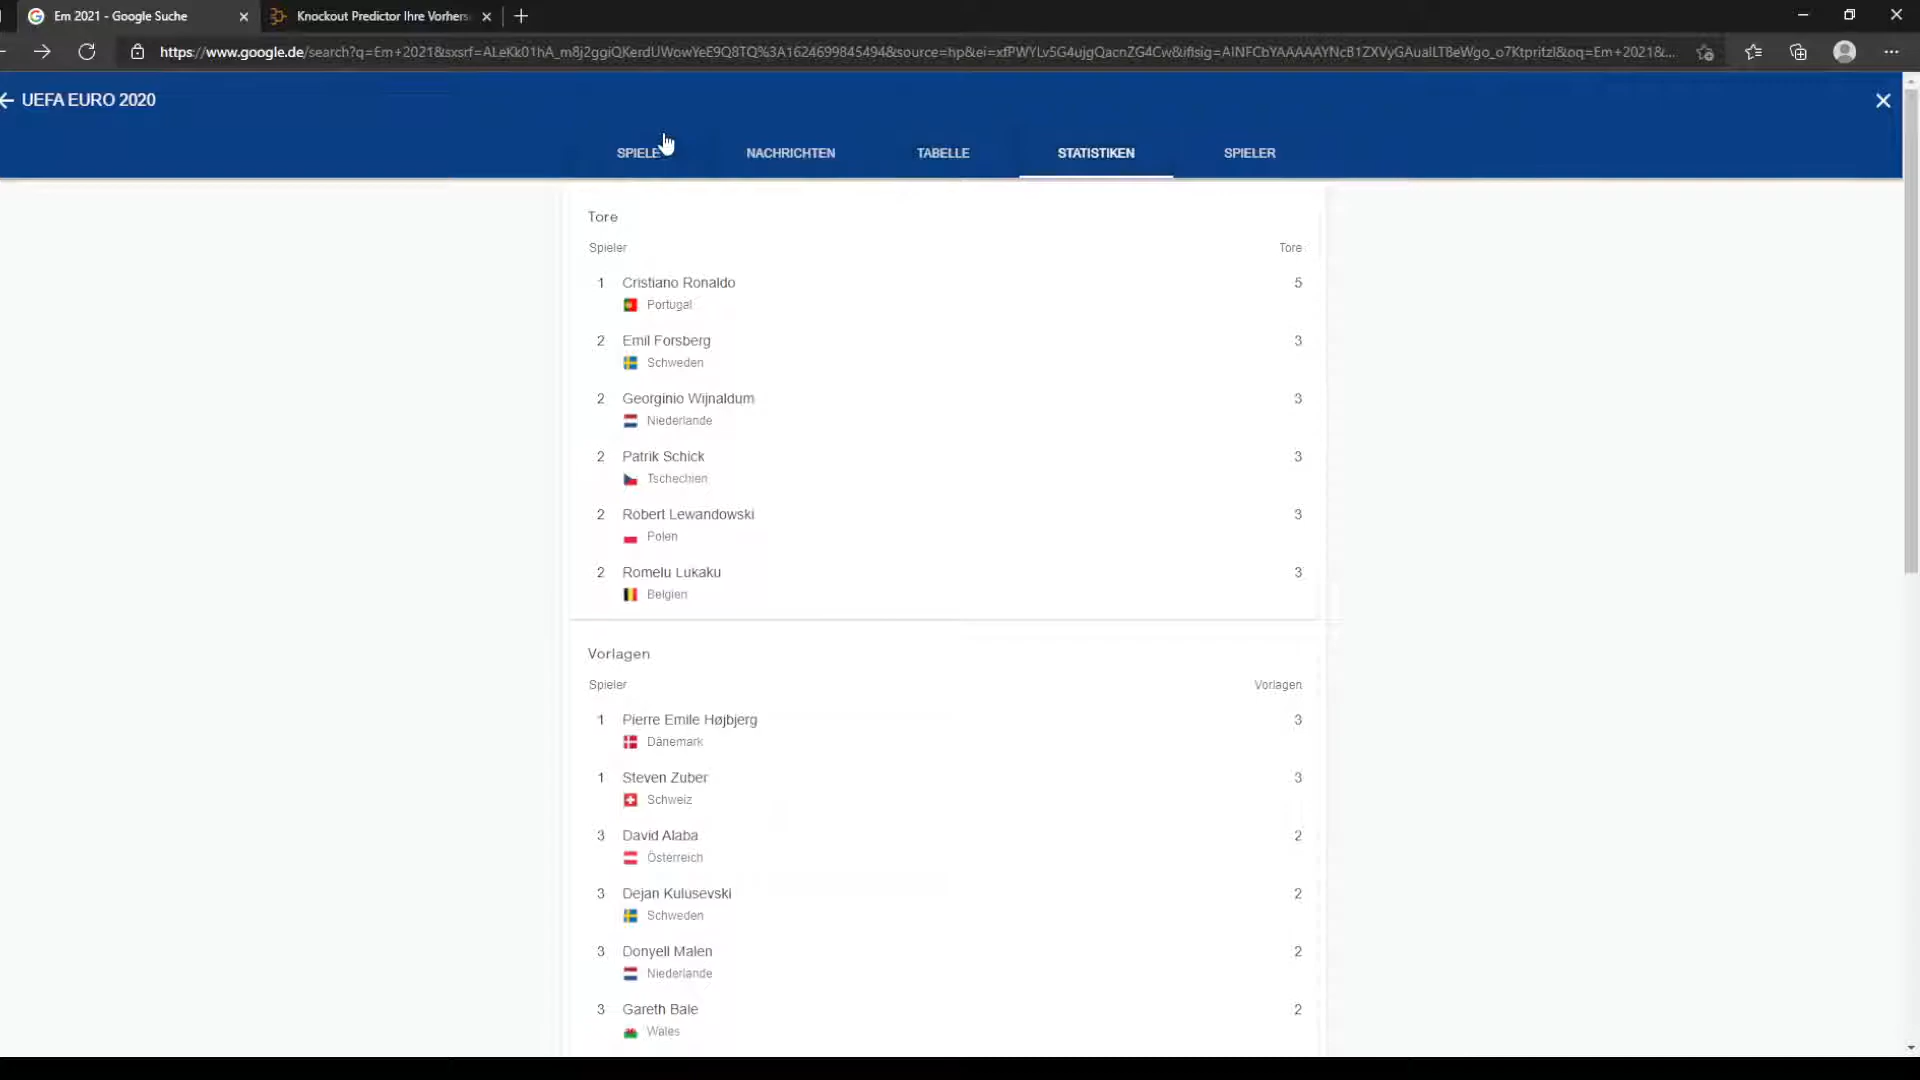 Em 2021 - Google Suche
Knockout Predictor Ihre Vorhers
https://www.google.de/search?q=Em+2021&sxsrf=ALeKk01hA_m8j2ggiQKerdUWowYeE9Q8TQ%3A1624699845494&source=hp&ei=xfPWYLv5G4ujgQacnZG4Cw&iflsig=AINFCbYAAAAAYNcB1ZXVyGAualLT8eWgo_o7Ktpritzl&oq=Em+2021&...
UEFA EURO 2020
SPIELE NACHRICHTEN TABELLE STATISTIKEN SPIELER
Tore
Spieler Tore
1 Cristiano Ronaldo 5
Portugal
2 Emil Forsberg 3
Schweden
2 Georginio Wijnaldum 3
Niederlande
2 Patrik Schick 3
Tschechien
2 Robert Lewandowski 3
Polen
2 Romelu Lukaku 3
Belgien
Vorlagen
Spieler Vorlagen
1 Pierre Emile Højbjerg 3
Dänemark
1 Steven Zuber 3
Schweiz
3 David Alaba 2
Österreich
3 Dejan Kulusevski 2
Schweden
3 Donyell Malen 2
Niederlande
3 Gareth Bale 2
Wales